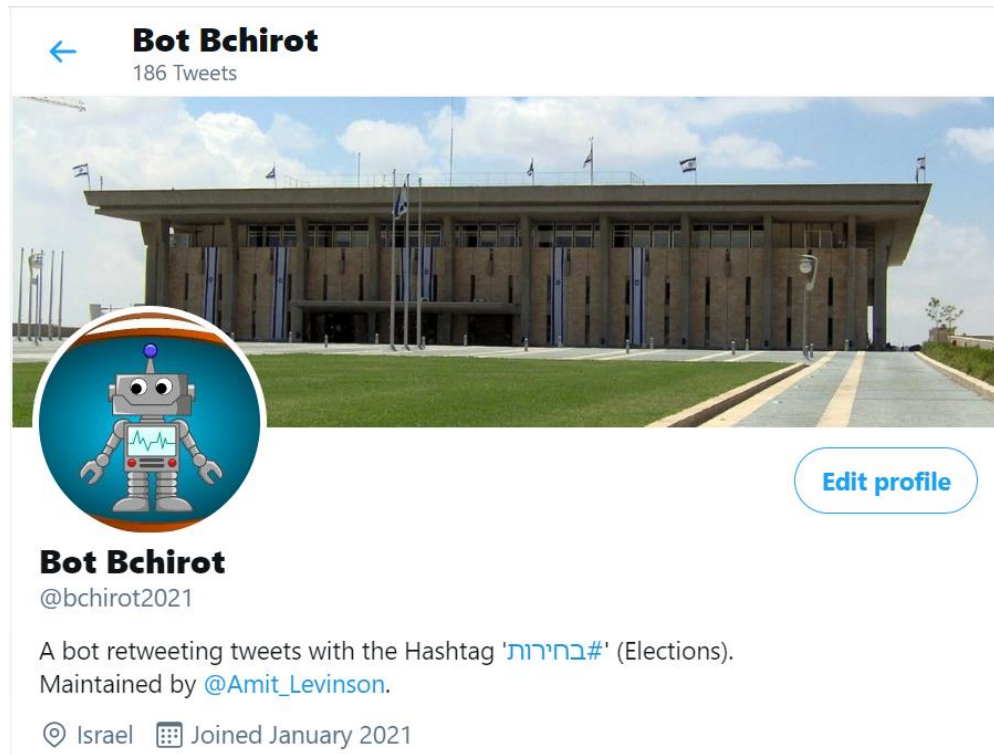 Bot Bchirot
186 Tweets
Edit profile
Bot Bchirot
@bchirot2021
A bot retweeting tweets with the Hashtag '#בחירות' (Elections).
Maintained by @Amit_Levinson.
Israel Joined January 2021